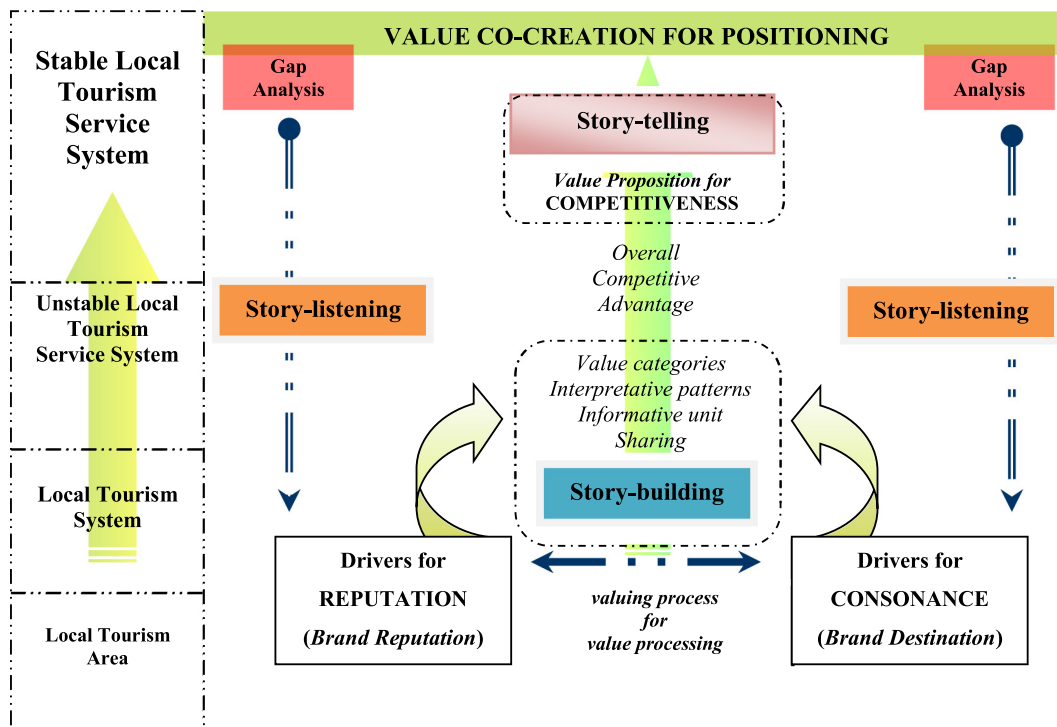 VALUE CO-CREATION FOR POSITIONING
Stable Local
Tourism
Service
System
Unstable Local
Tourism
Service System
Local Tourism
System
Local Tourism
Area
Gap
Analysis
Story-listening
Drivers for
REPUTATION
(Brand Reputation)
Story-telling
Value Proposition for
COMPETITIVENESS
Overall
Competitive
Advantage
Value categories
Interpretative patterns
Informative unit
Sharing
Story-building
valuing process
for
value processing
Gap
Analysis
Story-listening
Drivers for
CONSONANCE
(Brand Destination)